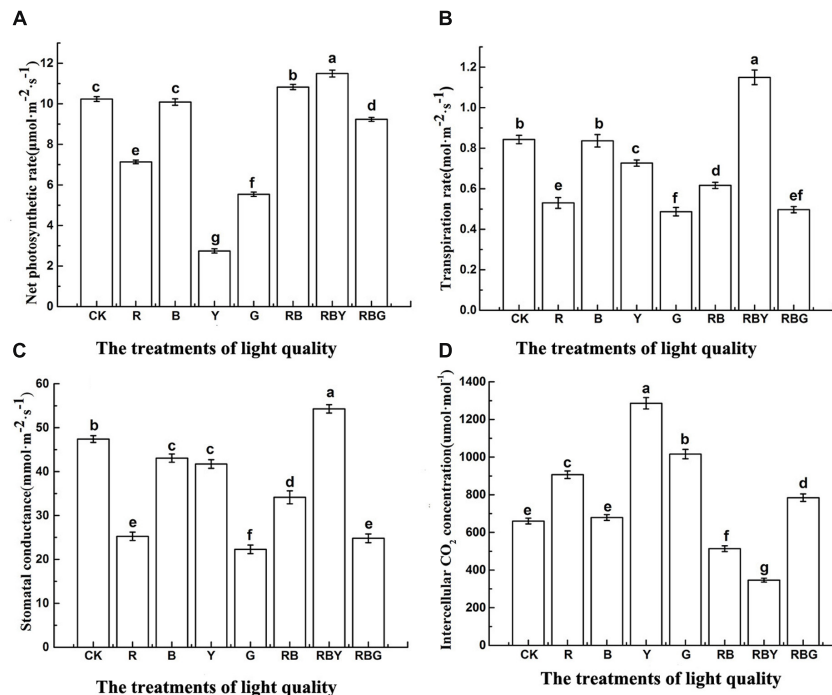 A
Net photosynthetic rate(μmol·m⁻²·s⁻¹)
12
10
8
6
4
2
0
c
e
c
g
f
b
a
d
CK R B Y G RB RBY RBG
The treatments of light quality
B
Transpiration rate(mol·m⁻²·s⁻¹)
1.2
1.0
0.8
0.6
0.4
0.2
0.0
b
e
b
c
f
d
a
ef
CK R B Y G RB RBY RBG
The treatments of light quality
C
Stomatal conductance(mmol·m⁻²·s⁻¹)
60
50
40
30
20
10
0
b
e
c
c
f
d
a
e
CK R B Y G RB RBY RBG
The treatments of light quality
D
Intercellular CO₂ concentration(umol·mol⁻¹)
1400
1200
1000
800
600
400
200
0
e
c
e
a
b
f
g
d
CK R B Y G RB RBY RBG
The treatments of light quality